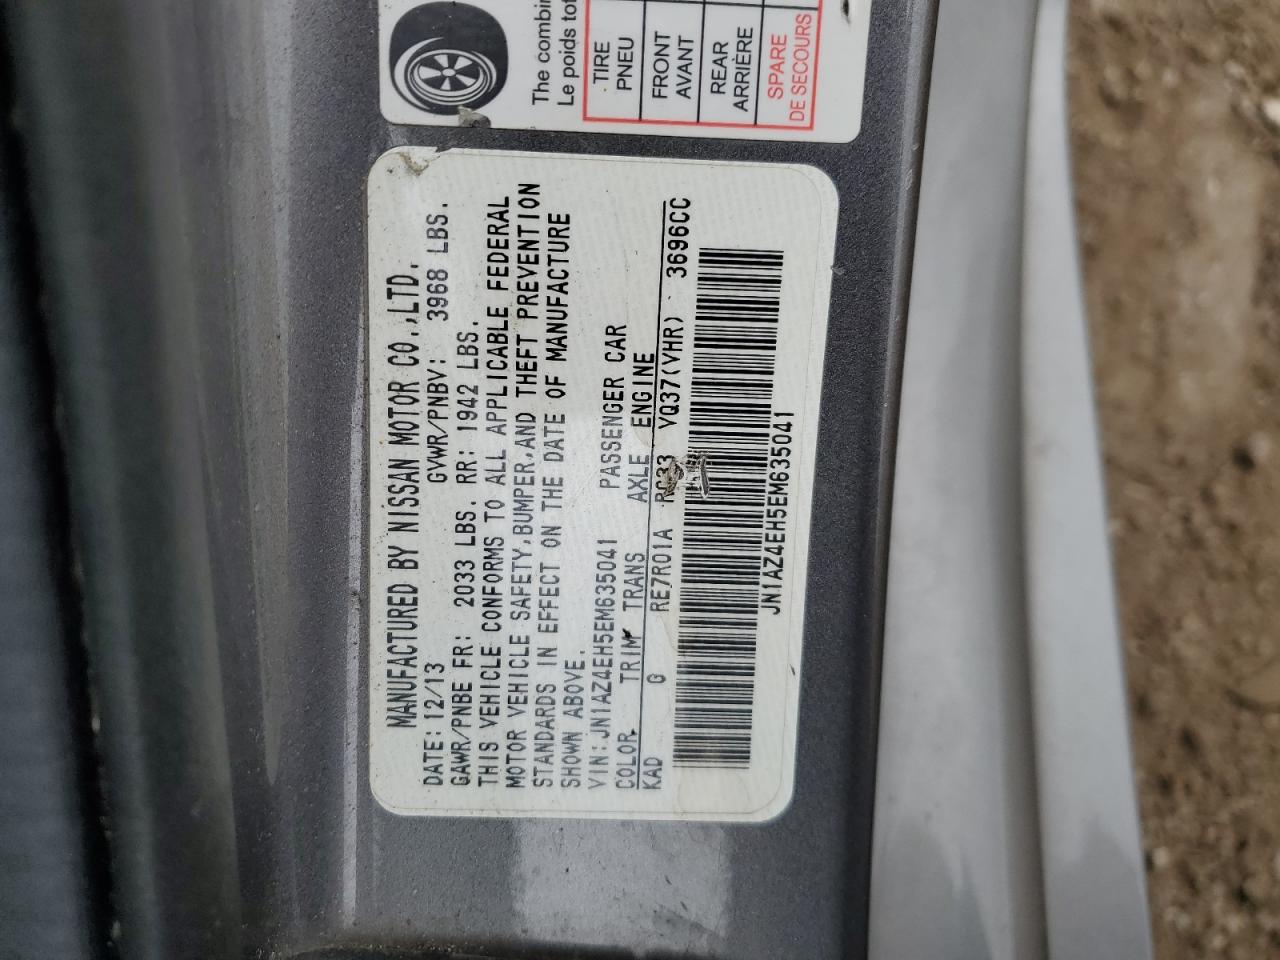 MANUFACTURED BY NISSAN MOTOR CO.,LTD.
DATE:12/13 GVWR/PNBV: 3968 LBS.
GAWR/PNBE FR: 2033 LBS. RR: 1942 LBS.
THIS VEHICLE CONFORMS TO ALL APPLICABLE FEDERAL
MOTOR VEHICLE SAFETY,BUMPER,AND THEFT PREVENTION
STANDARDS IN EFFECT ON THE DATE OF MANUFACTURE
SHOWN ABOVE.
VIN:JN1AZ4EH5EM635041 PASSENGER CAR
COLOR TRIM TRANS AXLE ENGINE
KAD G RE7R01A RC33 VQ37(VHR) 3696CC
JN1AZ4EH5EM635041
The
Le poids
TIRE
PNEU
FRONT
AVANT
REAR
ARRIÈRE
SPARE
DE SECOURS